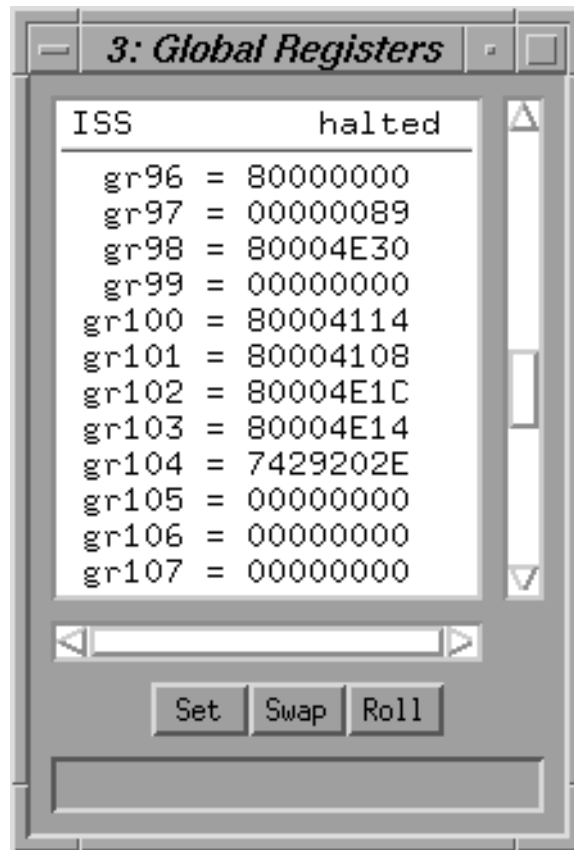 3: Global Registers
ISS halted
gr96 = 80000000
gr97 = 00000089
gr98 = 80004E30
gr99 = 00000000
gr100 = 80004114
gr101 = 80004108
gr102 = 80004E1C
gr103 = 80004E14
gr104 = 7429202E
gr105 = 00000000
gr106 = 00000000
gr107 = 00000000
Set Swap Roll